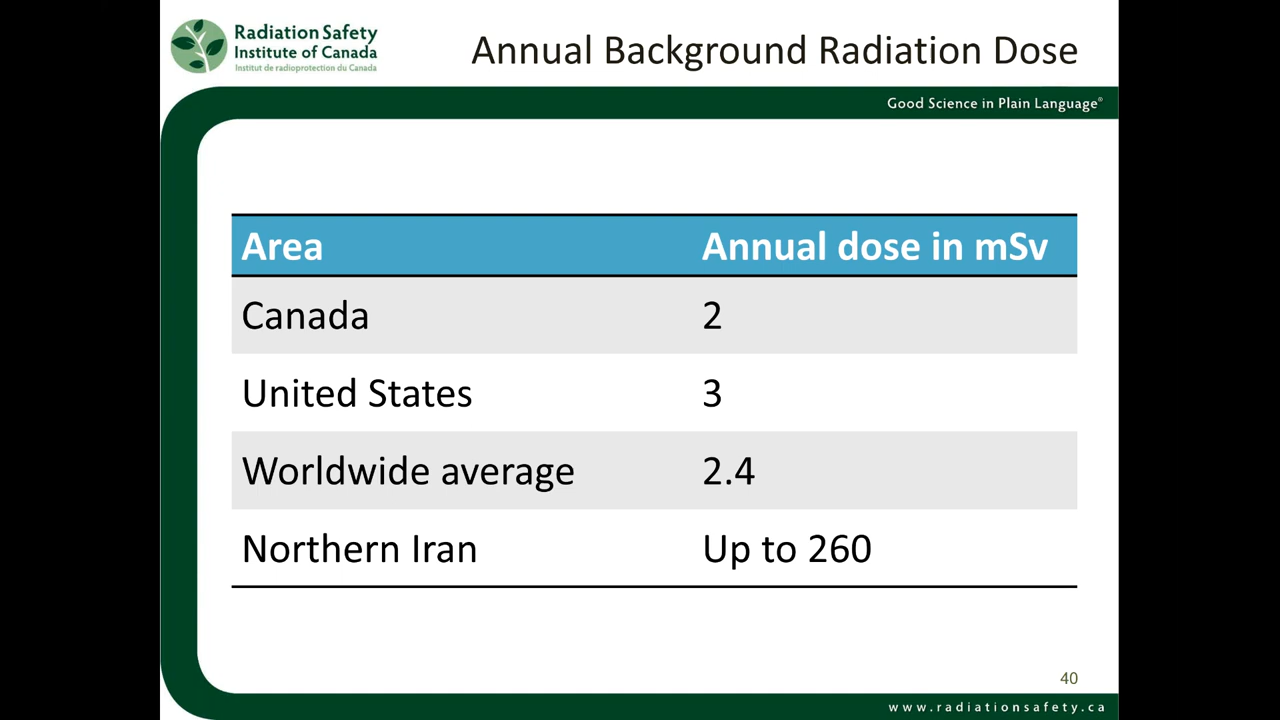 Radiation Safety
Institute of Canada
Institut de radioprotection du Canada
Annual Background Radiation Dose
Good Science in Plain Language®
Area Annual dose in mSv
Canada 2
United States 3
Worldwide average 2.4
Northern Iran Up to 260
40
www.radiationsafety.ca